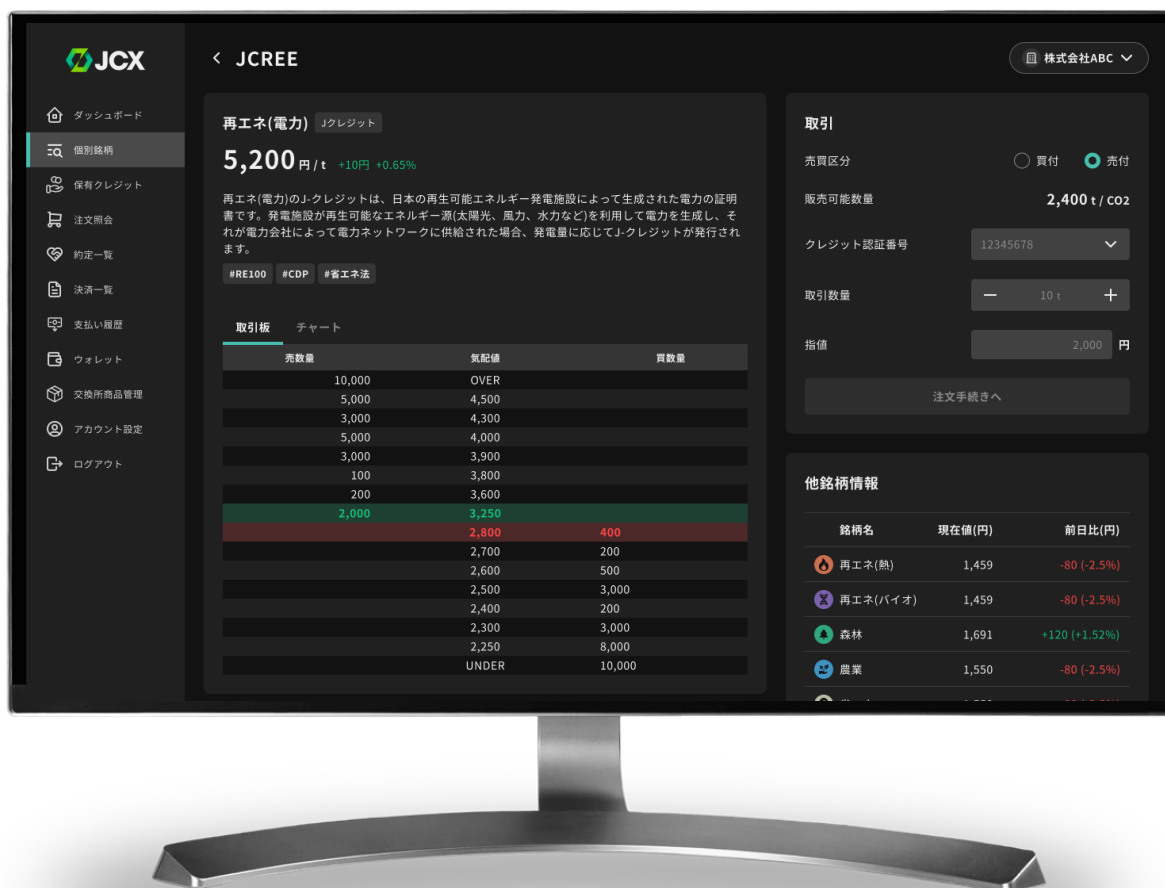 JCX
ダッシュボード
個別銘柄
保有クレジット
注文照会
約定一覧
決済一覧
支払い履歴
ウォレット
交換所商品管理
アカウント設定
ログアウト
JCREE
株式会社ABC
再エネ(電力) Jクレジット
5,200 円 / t +10円 +0.65%
再エネ(電力)のJ-クレジットは、日本の再生可能エネルギー発電施設によって生成された電力の証明
書です。発電施設が再生可能なエネルギー源(太陽光、風力、水力など)を利用して電力を生成し、そ
れが電力会社によって電力ネットワークに供給された場合、発電量に応じてJ-クレジットが発行され
ます。
#RE100 #CDP #省エネ法
取引板 チャート
売数量 気配値 買数量
10,000 OVER
5,000 4,500
3,000 4,300
5,000 4,000
3,000 3,900
100 3,800
200 3,600
2,000 3,250
2,800 400
2,700 200
2,600 500
2,500 3,000
2,400 200
2,300 3,000
2,250 8,000
UNDER 10,000
取引
売買区分 買付 売付
販売可能数量 2,400 t / CO2
クレジット認証番号 12345678
取引数量 10 t
指値 2,000 円
注文手続きへ
他銘柄情報
銘柄名 現在値(円) 前日比(円)
再エネ(熱) 1,459 -80 (-2.5%)
再エネ(バイオ) 1,459 -80 (-2.5%)
森林 1,691 +120 (+1.52%)
農業 1,550 -80 (-2.5%)